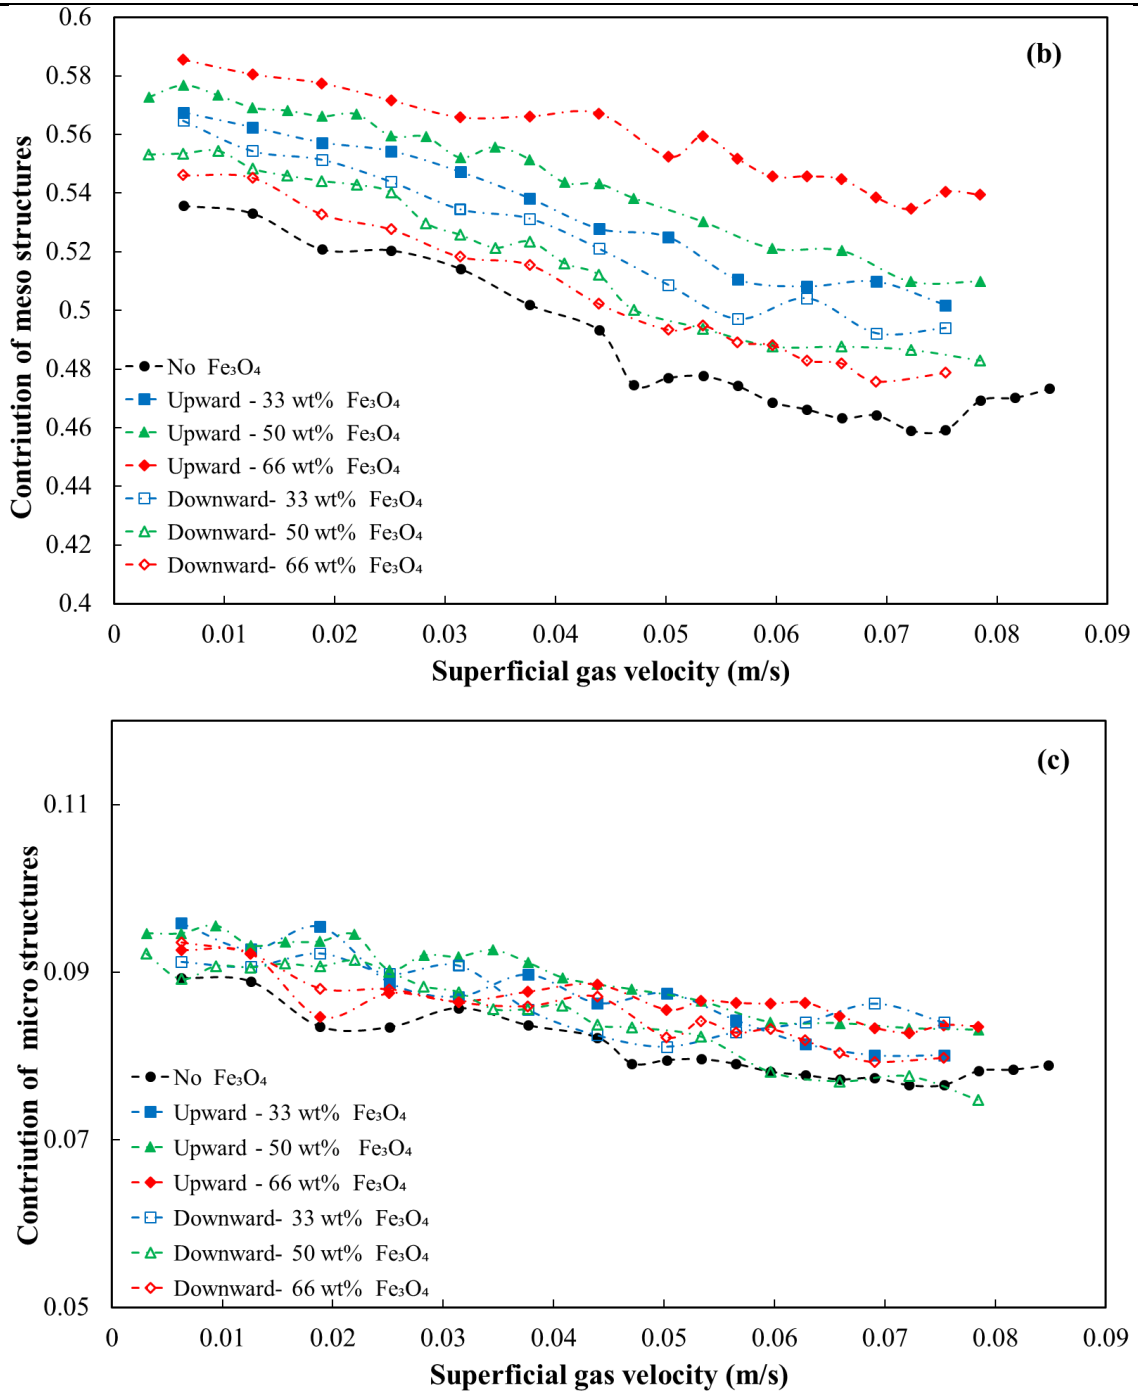 0.6
(b)
0.58
0.56
0.54
0.52
0.5
0.48
0.46
0.44
0.42
0.4
Contriution of meso structures
No Fe₃O₄
Upward - 33 wt% Fe₃O₄
Upward - 50 wt% Fe₃O₄
Upward - 66 wt% Fe₃O₄
Downward- 33 wt% Fe₃O₄
Downward- 50 wt% Fe₃O₄
Downward- 66 wt% Fe₃O₄
0 0.01 0.02 0.03 0.04 0.05 0.06 0.07 0.08 0.09
Superficial gas velocity (m/s)
(c)
0.11
0.09
0.07
0.05
Contriution of micro structures
No Fe₃O₄
Upward - 33 wt% Fe₃O₄
Upward - 50 wt% Fe₃O₄
Upward - 66 wt% Fe₃O₄
Downward- 33 wt% Fe₃O₄
Downward- 50 wt% Fe₃O₄
Downward- 66 wt% Fe₃O₄
0 0.01 0.02 0.03 0.04 0.05 0.06 0.07 0.08 0.09
Superficial gas velocity (m/s)